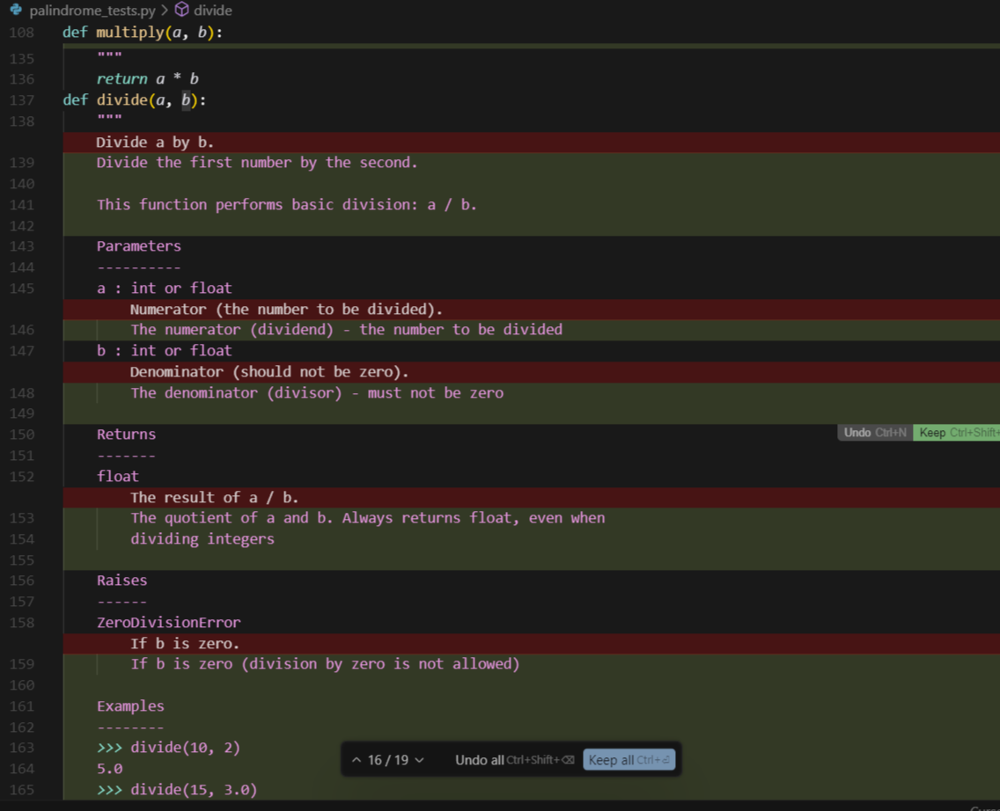 palindrome_tests.py > divide
108 def multiply(a, b):
135 """
136 return a * b
137 def divide(a, b):
138 """
Divide a by b.
139 Divide the first number by the second.
140
141 This function performs basic division: a / b.
142
143 Parameters
144 ----------
145 a : int or float
Numerator (the number to be divided).
146 The numerator (dividend) - the number to be divided
147 b : int or float
Denominator (should not be zero).
148 The denominator (divisor) - must not be zero
149
150 Returns Undo Ctrl+N Keep Ctrl+Shift+
151 -------
152 float
The result of a / b.
153 The quotient of a and b. Always returns float, even when
154 dividing integers
155
156 Raises
157 ------
158 ZeroDivisionError
If b is zero.
159 If b is zero (division by zero is not allowed)
160
161 Examples
162 --------
163 >>> divide(10, 2)
16 / 19 Undo all Ctrl+Shift+⌫ Keep all Ctrl+⏎
164 5.0
165 >>> divide(15, 3.0)